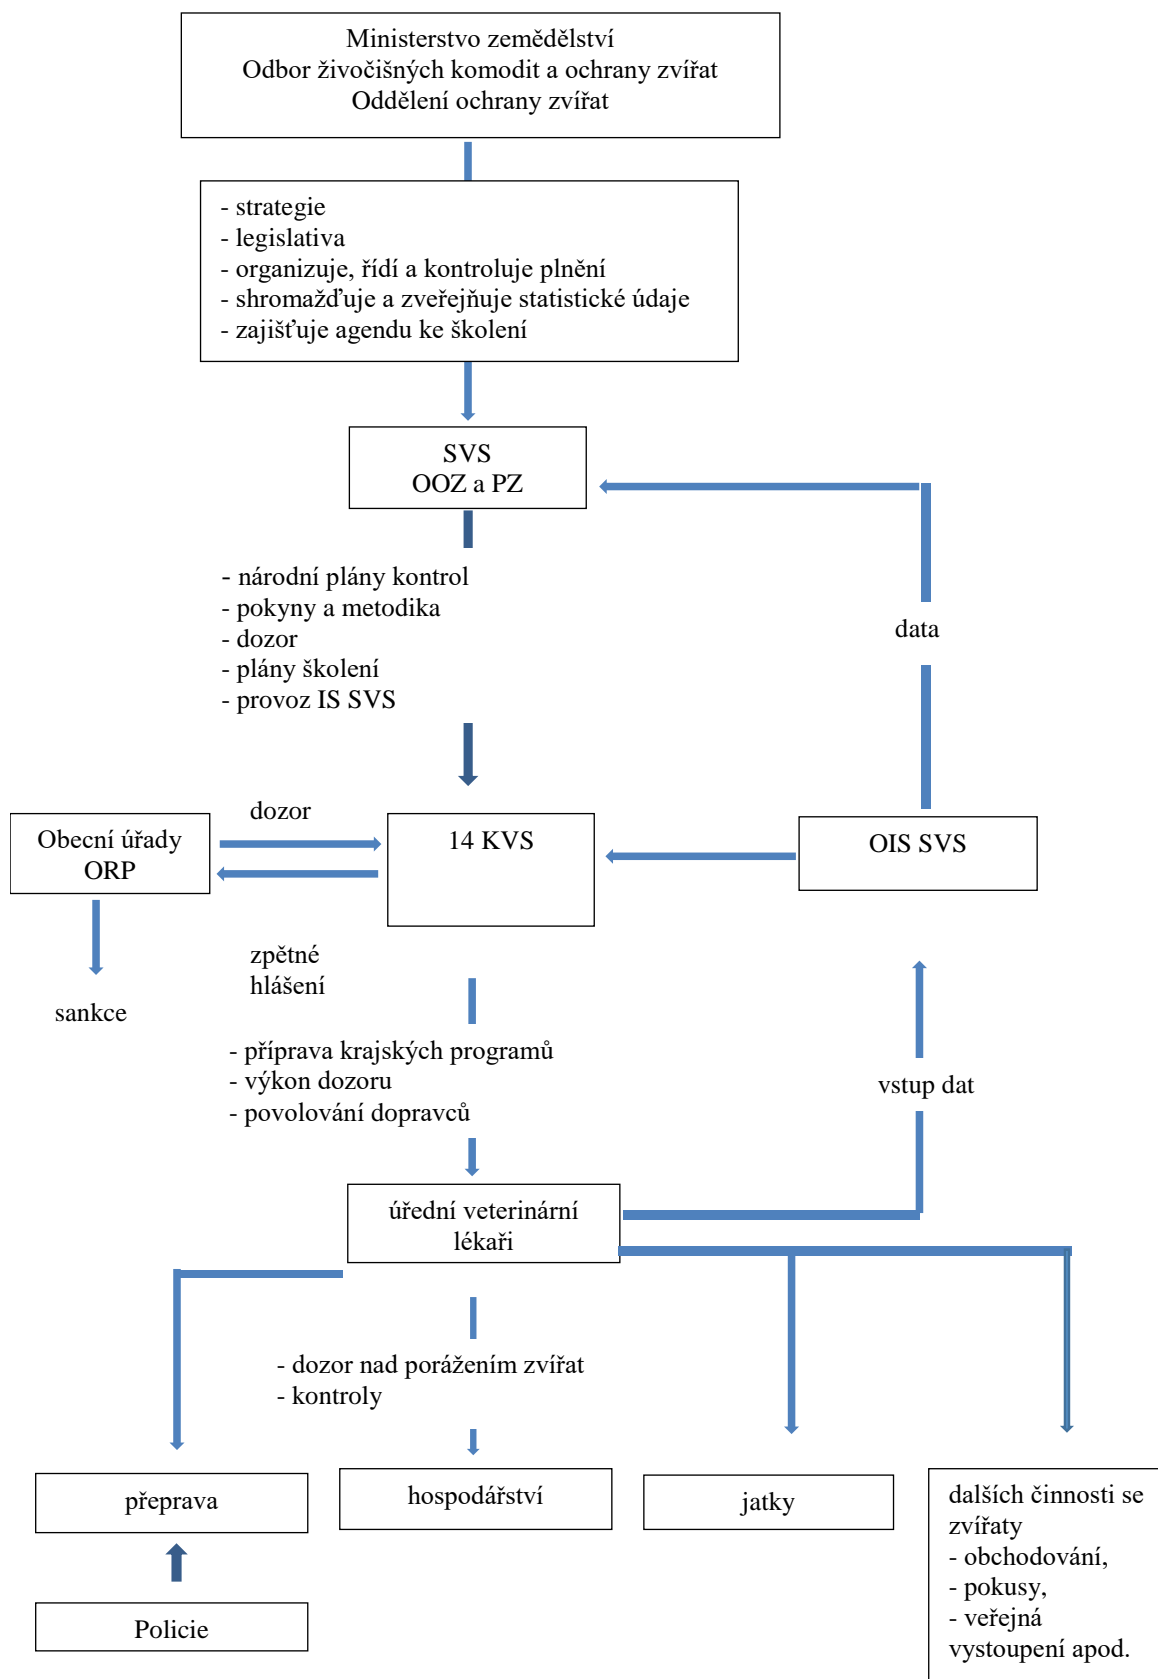 Ministerstvo zemědělství
Odbor živočišných komodit a ochrany zvířat
Oddělení ochrany zvířat
- strategie
- legislativa
- organizuje, řídí a kontroluje plnění
- shromažďuje a zveřejňuje statistické údaje
- zajišťuje agendu ke školení
SVS
OOZ a PZ
- národní plány kontrol
- pokyny a metodika
- dozor
- plány školení
- provoz IS SVS
data
dozor
Obecní úřady
ORP
14 KVS
OIS SVS
zpětné
hlášení
sankce
- příprava krajských programů
- výkon dozoru
- povolování dopravců
vstup dat
úřední veterinární
lékaři
- dozor nad porážením zvířat
- kontroly
přeprava
hospodářství
jatky
dalších činnosti se
zvířaty
- obchodování,
- pokusy,
- veřejná
vystoupení apod.
Policie